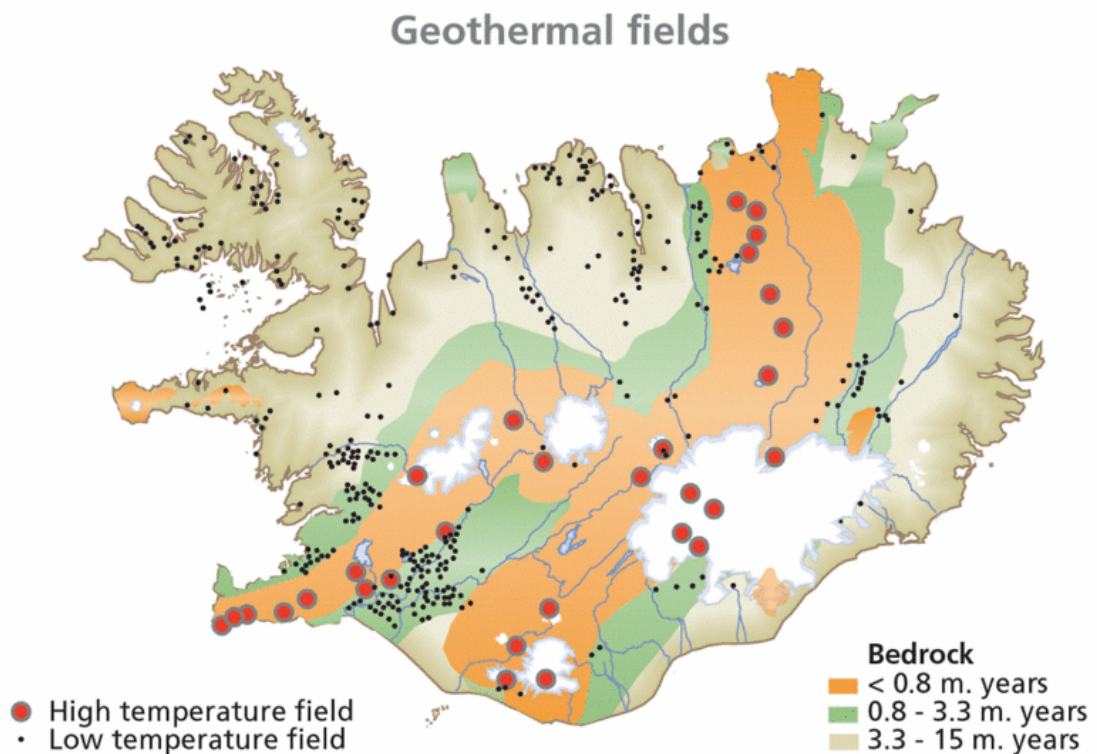 Geothermal fields
Bedrock
< 0.8 m. years
0.8 - 3.3 m. years
3.3 - 15 m. years
High temperature field
Low temperature field